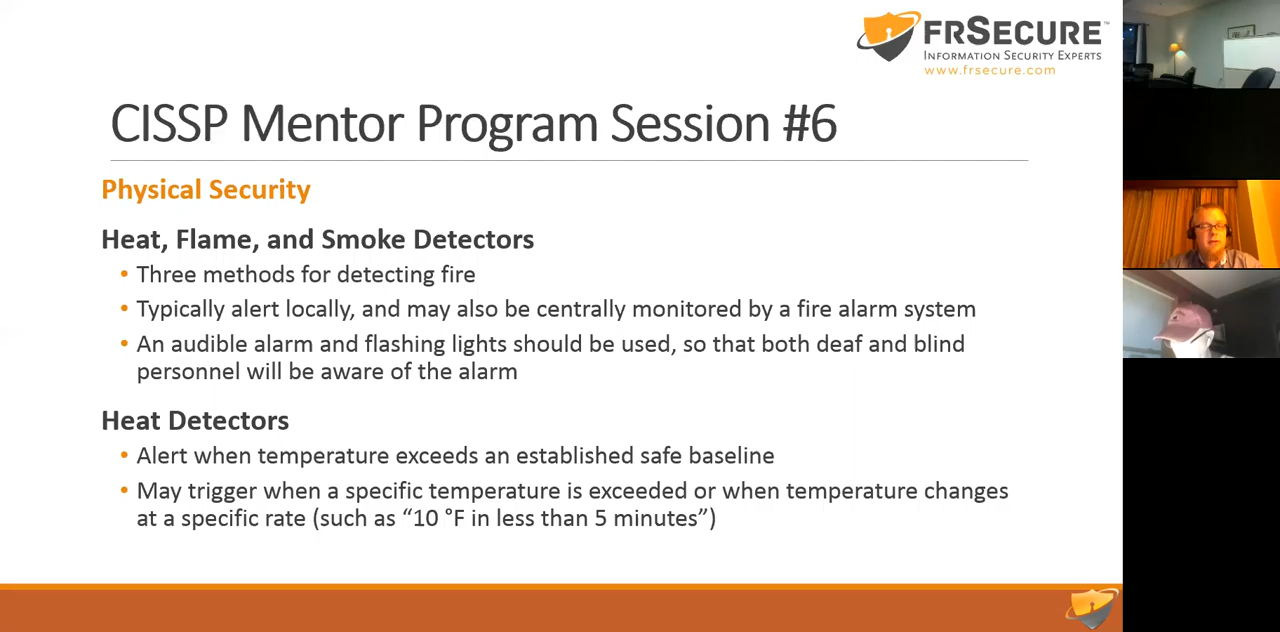 FRSECURE™
INFORMATION SECURITY EXPERTS
www.frsecure.com
CISSP Mentor Program Session #6
Physical Security
Heat, Flame, and Smoke Detectors
• Three methods for detecting fire
• Typically alert locally, and may also be centrally monitored by a fire alarm system
• An audible alarm and flashing lights should be used, so that both deaf and blind
personnel will be aware of the alarm
Heat Detectors
• Alert when temperature exceeds an established safe baseline
• May trigger when a specific temperature is exceeded or when temperature changes
at a specific rate (such as “10 °F in less than 5 minutes”)